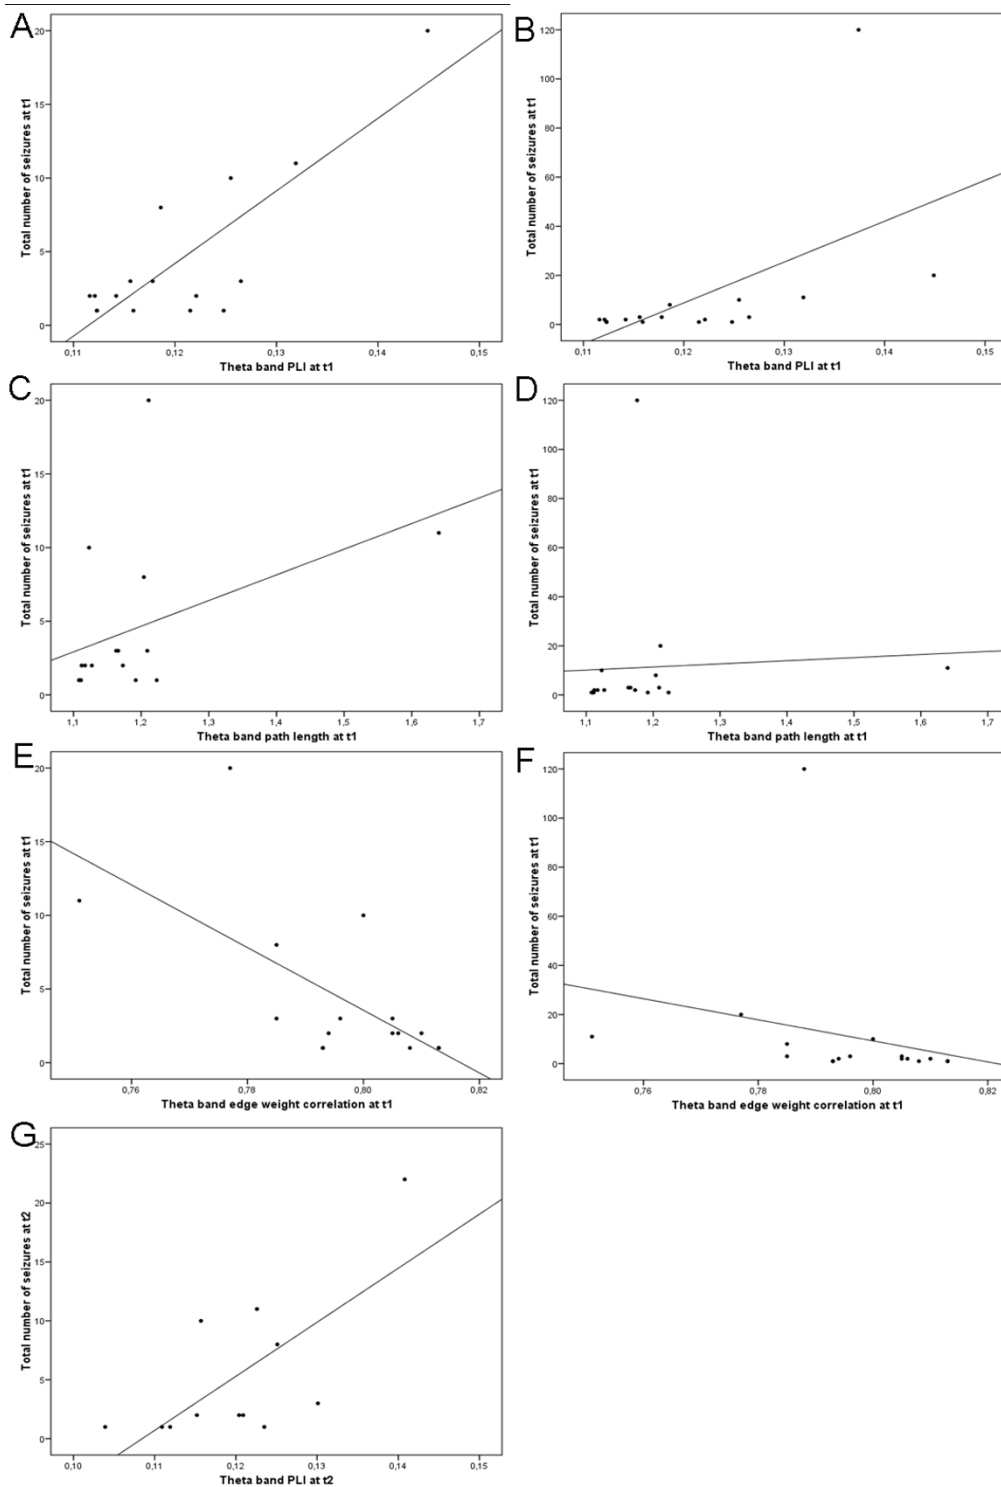 A
Total number of seizures at t1
20
15
10
5
0
0,11 0,12 0,13 0,14 0,15
Theta band PLI at t1
B
Total number of seizures at t1
120
100
80
60
40
20
0
0,11 0,12 0,13 0,14 0,15
Theta band PLI at t1
C
Total number of seizures at t1
20
15
10
5
0
1,1 1,2 1,3 1,4 1,5 1,6 1,7
Theta band path length at t1
D
Total number of seizures at t1
120
100
80
60
40
20
0
1,1 1,2 1,3 1,4 1,5 1,6 1,7
Theta band path length at t1
E
Total number of seizures at t1
20
15
10
5
0
0,76 0,78 0,80 0,82
Theta band edge weight correlation at t1
F
Total number of seizures at t1
120
100
80
60
40
20
0
0,76 0,78 0,80 0,82
Theta band edge weight correlation at t1
G
Total number of seizures at t2
25
20
15
10
5
0
0,10 0,11 0,12 0,13 0,14 0,15
Theta band PLI at t2